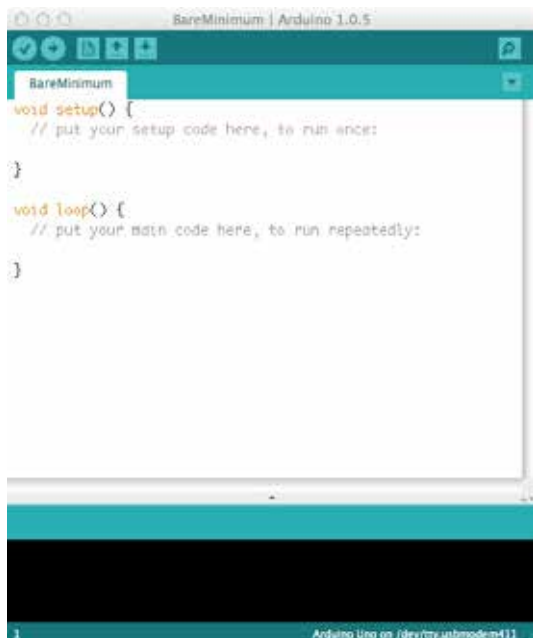 BareMinimum | Arduino 1.0.5
BareMinimum
void setup() {
  // put your setup code here, to run once:
}
void loop() {
  // put your main code here, to run repeatedly:
}
1
Arduino Uno on /dev/tty.usbmodem411